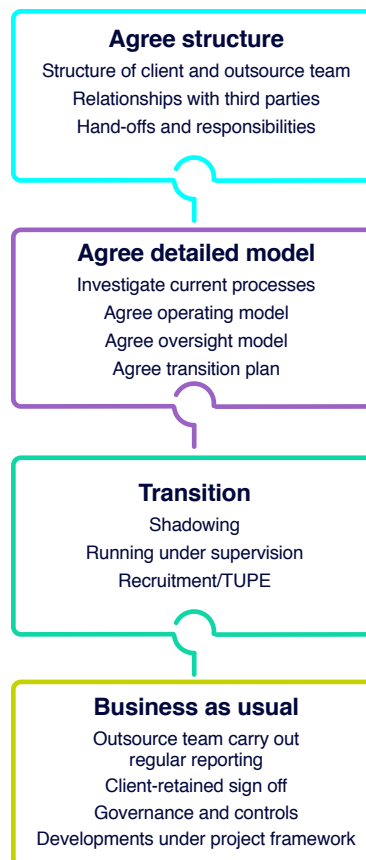 Agree structure
Structure of client and outsource team
Relationships with third parties
Hand-offs and responsibilities
Agree detailed model
Investigate current processes
Agree operating model
Agree oversight model
Agree transition plan
Transition
Shadowing
Running under supervision
Recruitment/TUPE
Business as usual
Outsource team carry out
regular reporting
Client-retained sign off
Governance and controls
Developments under project framework